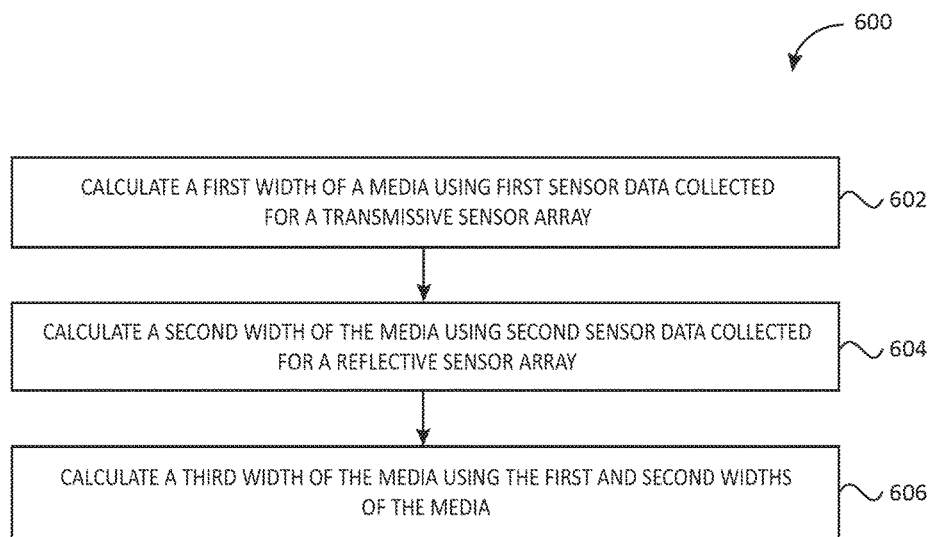 600
CALCULATE A FIRST WIDTH OF A MEDIA USING FIRST SENSOR DATA COLLECTED
FOR A TRANSMISSIVE SENSOR ARRAY
602
CALCULATE A SECOND WIDTH OF THE MEDIA USING SECOND SENSOR DATA COLLECTED
FOR A REFLECTIVE SENSOR ARRAY
604
CALCULATE A THIRD WIDTH OF THE MEDIA USING THE FIRST AND SECOND WIDTHS
OF THE MEDIA
606